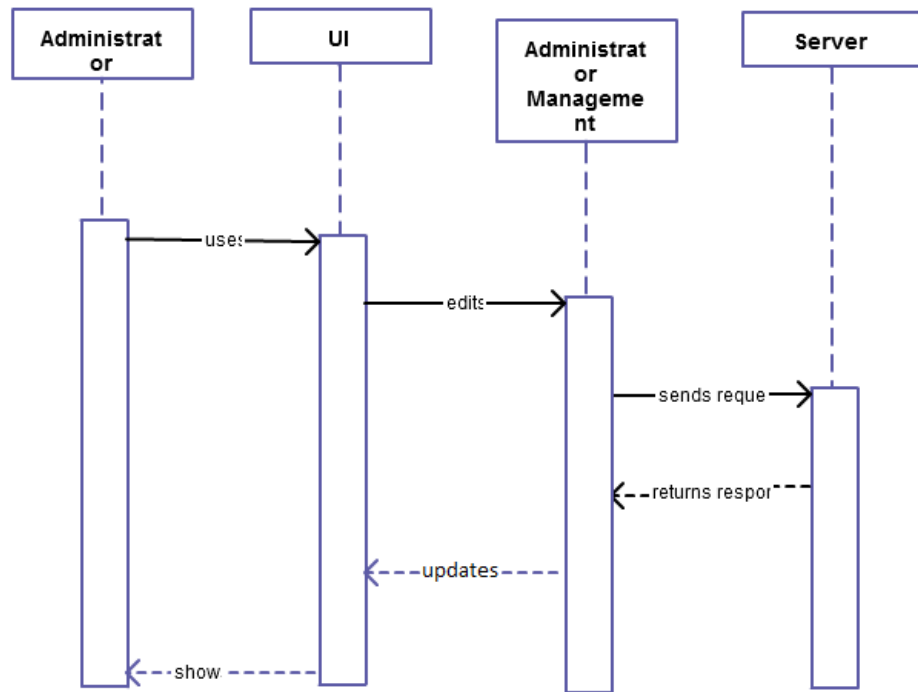 Administrat
or
UI
Administrat
or
Manageme
nt
Server
uses
edits
sends reque
returns respor
updates
show